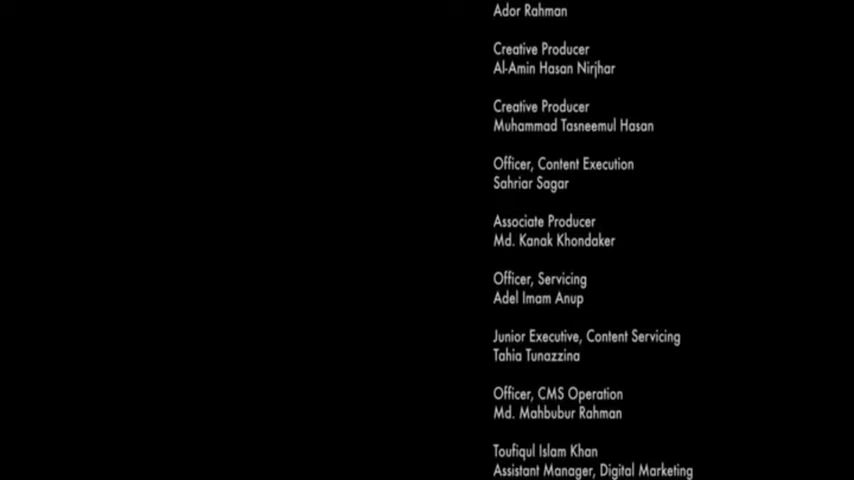 Ador Rahman
Creative Producer
Al-Amin Hasan Nirjhar
Creative Producer
Muhammad Tasneemul Hasan
Officer, Content Execution
Sahriar Sagar
Associate Producer
Md. Kanak Khondaker
Officer, Servicing
Adel Imam Anup
Junior Executive, Content Servicing
Tahia Tunazzina
Officer, CMS Operation
Md. Mahbubur Rahman
Toufiqul Islam Khan
Assistant Manager, Digital Marketing